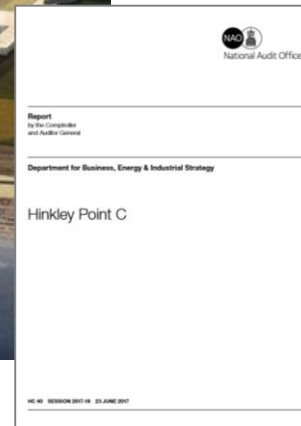 NAO
National Audit Office
Report
by the Comptroller
and Auditor General
Department for Business, Energy & Industrial Strategy
Hinkley Point C
HC 40 SESSION 2017-18 23 JUNE 2017